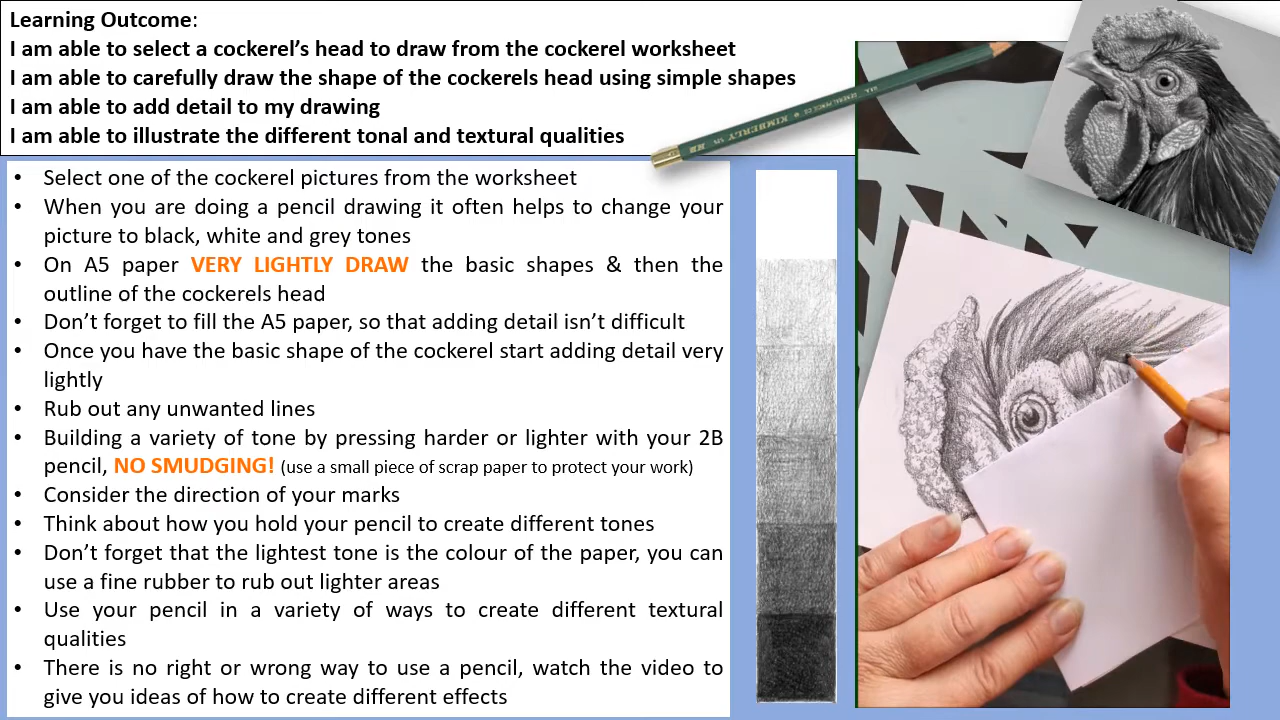 Learning Outcome:
I am able to select a cockerel’s head to draw from the cockerel worksheet
I am able to carefully draw the shape of the cockerels head using simple shapes
I am able to add detail to my drawing
I am able to illustrate the different tonal and textural qualities
• Select one of the cockerel pictures from the worksheet
• When you are doing a pencil drawing it often helps to change your
picture to black, white and grey tones
• On A5 paper VERY LIGHTLY DRAW the basic shapes & then the
outline of the cockerels head
• Don’t forget to fill the A5 paper, so that adding detail isn’t difficult
• Once you have the basic shape of the cockerel start adding detail very
lightly
• Rub out any unwanted lines
• Building a variety of tone by pressing harder or lighter with your 2B
pencil, NO SMUDGING! (use a small piece of scrap paper to protect your work)
• Consider the direction of your marks
• Think about how you hold your pencil to create different tones
• Don’t forget that the lightest tone is the colour of the paper, you can
use a fine rubber to rub out lighter areas
• Use your pencil in a variety of ways to create different textural
qualities
• There is no right or wrong way to use a pencil, watch the video to
give you ideas of how to create different effects
KIMBERLY HB
GENERAL PENCIL CO.